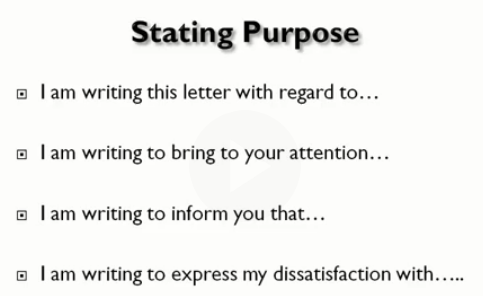 Stating Purpose
I am writing this letter with regard to…
I am writing to bring to your attention…
I am writing to inform you that…
I am writing to express my dissatisfaction with…..